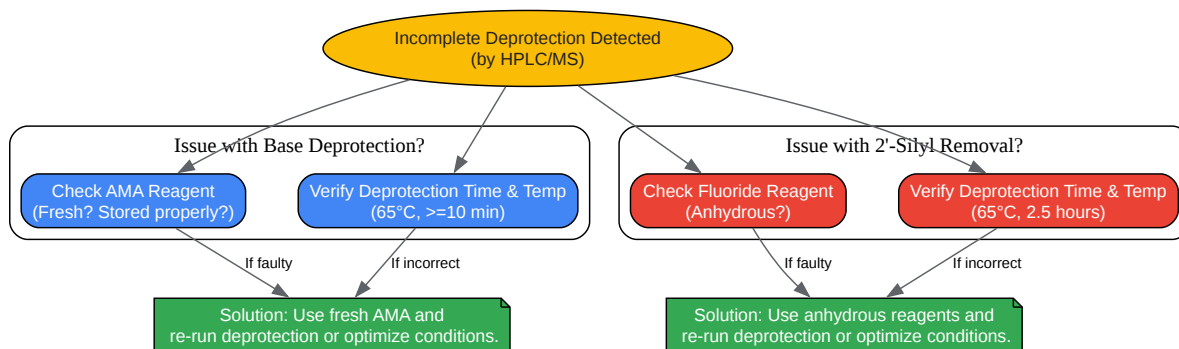 Incomplete Deprotection Detected
(by HPLC/MS)
Issue with Base Deprotection?
Check AMA Reagent
(Fresh? Stored properly?)
Verify Deprotection Time & Temp
(65°C, >=10 min)
Issue with 2'-Silyl Removal?
Check Fluoride Reagent
(Anhydrous?)
Verify Deprotection Time & Temp
(65°C, 2.5 hours)
If faulty
If incorrect
If faulty
If incorrect
Solution: Use fresh AMA and
re-run deprotection or optimize conditions.
Solution: Use anhydrous reagents and
re-run deprotection or optimize conditions.